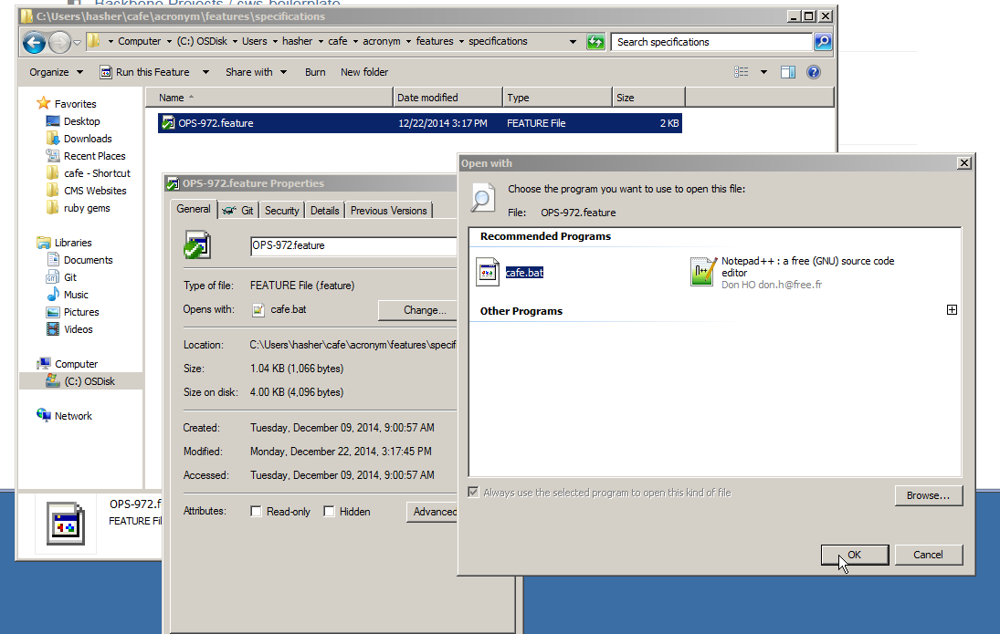 Backbone Projects / cws-boilerplate
C:\Users\hasher\cafe\acronym\features\specifications
Computer (C:) OSDisk Users hasher cafe acronym features specifications
Search specifications
Organize Run this Feature Share with Burn New folder
Name Date modified Type Size
OPS-972.feature 12/22/2014 3:17 PM FEATURE File 2 KB
Favorites
Desktop
Downloads
Recent Places
cafe - Shortcut
CMS Websites
ruby gems
Libraries
Documents
Git
Music
Pictures
Videos
Computer
(C:) OSDisk
Network
OPS-972.f
FEATURE Fil
OPS-972.feature Properties
General Git Security Details Previous Versions
OPS-972.feature
Type of file: FEATURE File (.feature)
Opens with: cafe.bat Change...
Location: C:\Users\hasher\cafe\acronym\features\specif
Size: 1.04 KB (1,066 bytes)
Size on disk: 4.00 KB (4,096 bytes)
Created: Tuesday, December 09, 2014, 9:00:57 AM
Modified: Monday, December 22, 2014, 3:17:45 PM
Accessed: Tuesday, December 09, 2014, 9:00:57 AM
Attributes: Read-only Hidden Advanced
Open with
Choose the program you want to use to open this file:
File: OPS-972.feature
Recommended Programs
cafe.bat
Notepad++ : a free (GNU) source code
editor
Don HO don.h@free.fr
Other Programs
Always use the selected program to open this kind of file
Browse...
OK Cancel